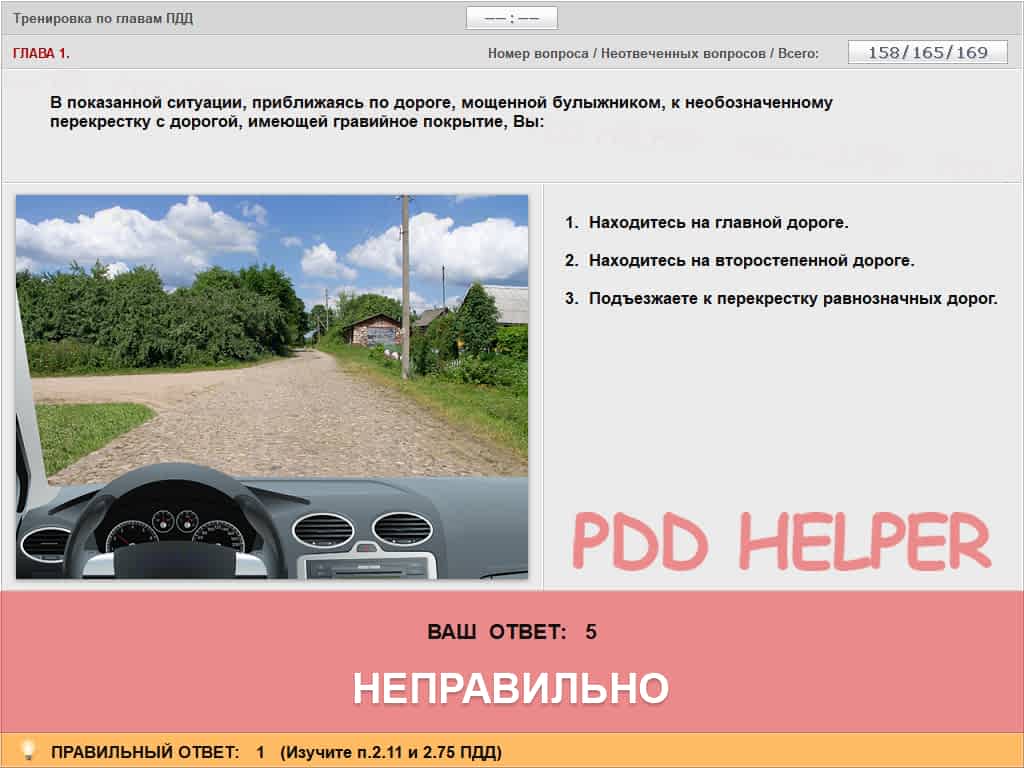 Тренировка по главам ПДД
–– : ––
ГЛАВА 1.
Номер вопроса / Неотвеченных вопросов / Всего: 158/165/169
В показанной ситуации, приближаясь по дороге, мощенной булыжником, к необозначенному
перекрестку с дорогой, имеющей гравийное покрытие, Вы:
1. Находитесь на главной дороге.
2. Находитесь на второстепенной дороге.
3. Подъезжаете к перекрестку равнозначных дорог.
PDD HELPER
ВАШ ОТВЕТ: 5
НЕПРАВИЛЬНО
ПРАВИЛЬНЫЙ ОТВЕТ: 1 (Изучите п.2.11 и 2.75 ПДД)